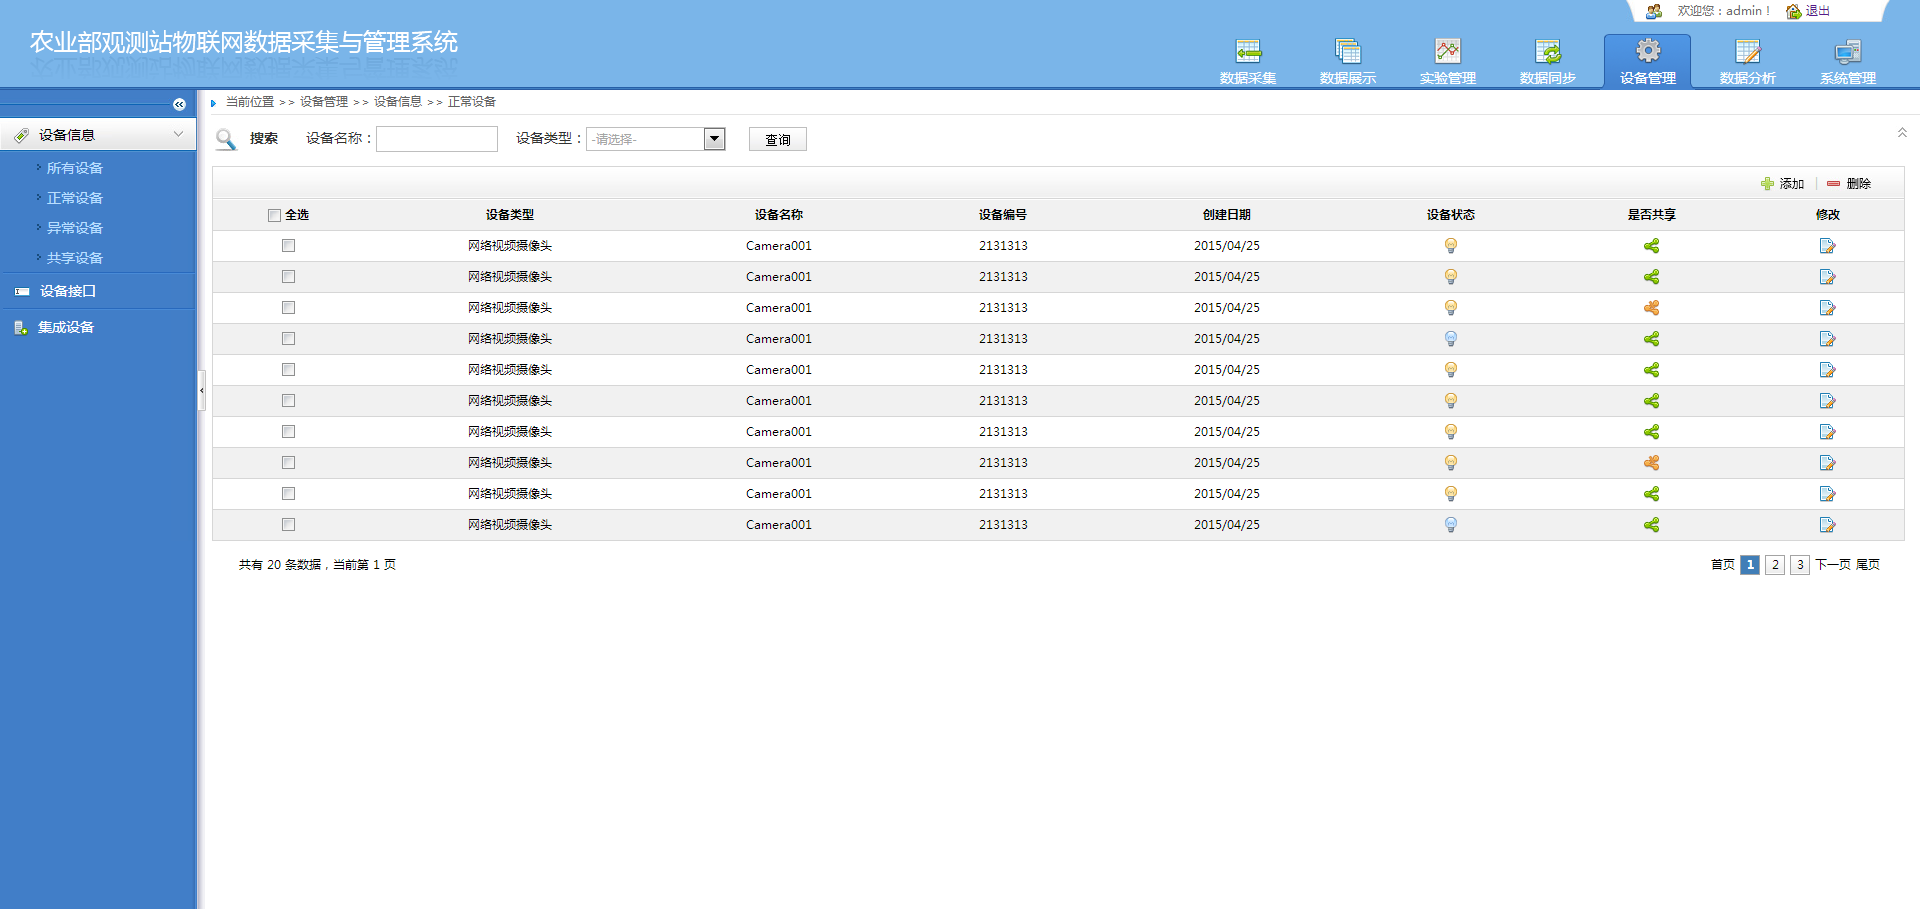 欢迎您：admin！ 退出
农业部观测站物联网数据采集与管理系统
数据采集 数据展示 实验管理 数据同步 设备管理 数据分析 系统管理
当前位置 >> 设备管理 >> 设备信息 >> 正常设备
设备信息
所有设备
正常设备
异常设备
共享设备
设备接口
集成设备
搜索 设备名称： 设备类型： -请选择- 查询
添加 删除
全选 设备类型 设备名称 设备编号 创建日期 设备状态 是否共享 修改
网络视频摄像头 Camera001 2131313 2015/04/25
网络视频摄像头 Camera001 2131313 2015/04/25
网络视频摄像头 Camera001 2131313 2015/04/25
网络视频摄像头 Camera001 2131313 2015/04/25
网络视频摄像头 Camera001 2131313 2015/04/25
网络视频摄像头 Camera001 2131313 2015/04/25
网络视频摄像头 Camera001 2131313 2015/04/25
网络视频摄像头 Camera001 2131313 2015/04/25
网络视频摄像头 Camera001 2131313 2015/04/25
网络视频摄像头 Camera001 2131313 2015/04/25
共有 20 条数据，当前第 1 页
首页 1 2 3 下一页 尾页